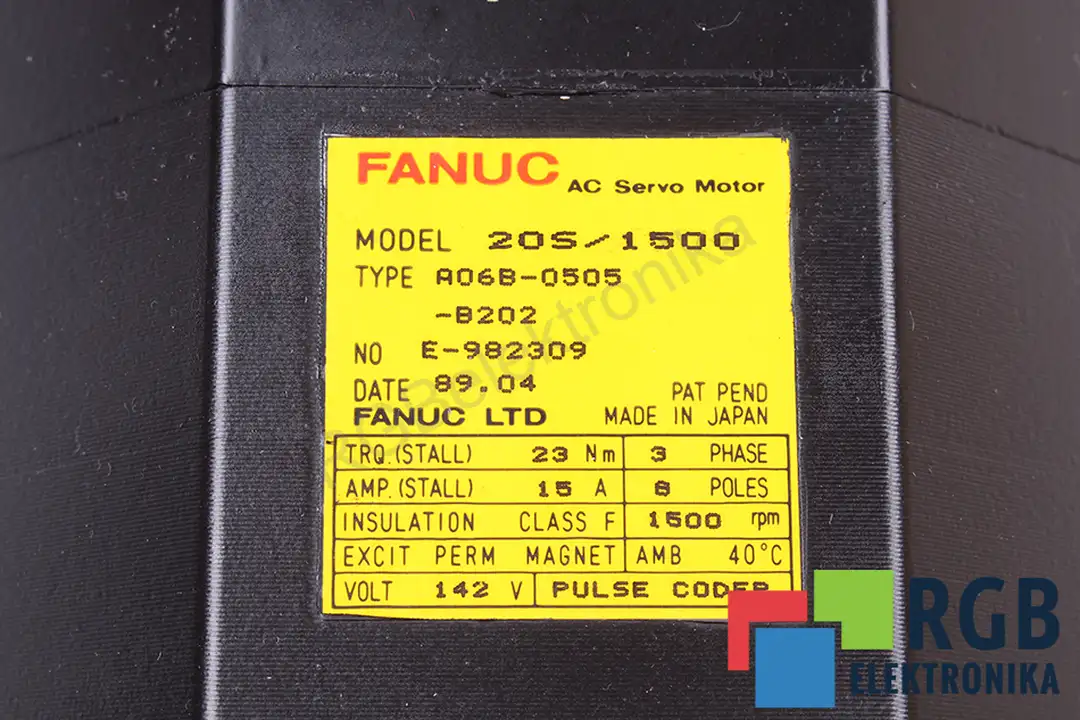 FANUC AC Servo Motor
MODEL 20S/1500
TYPE A06B-0505
-B202
NO E-982309
DATE 89.04 PAT PEND
FANUC LTD MADE IN JAPAN
TRQ.(STALL) 23 Nm 3 PHASE
AMP.(STALL) 15 A 8 POLES
INSULATION CLASS F 1500 rpm
EXCIT PERM MAGNET AMB 40°C
VOLT 142 V PULSE CODER
RGBelektronika
RGB
ELEKTRONIKA